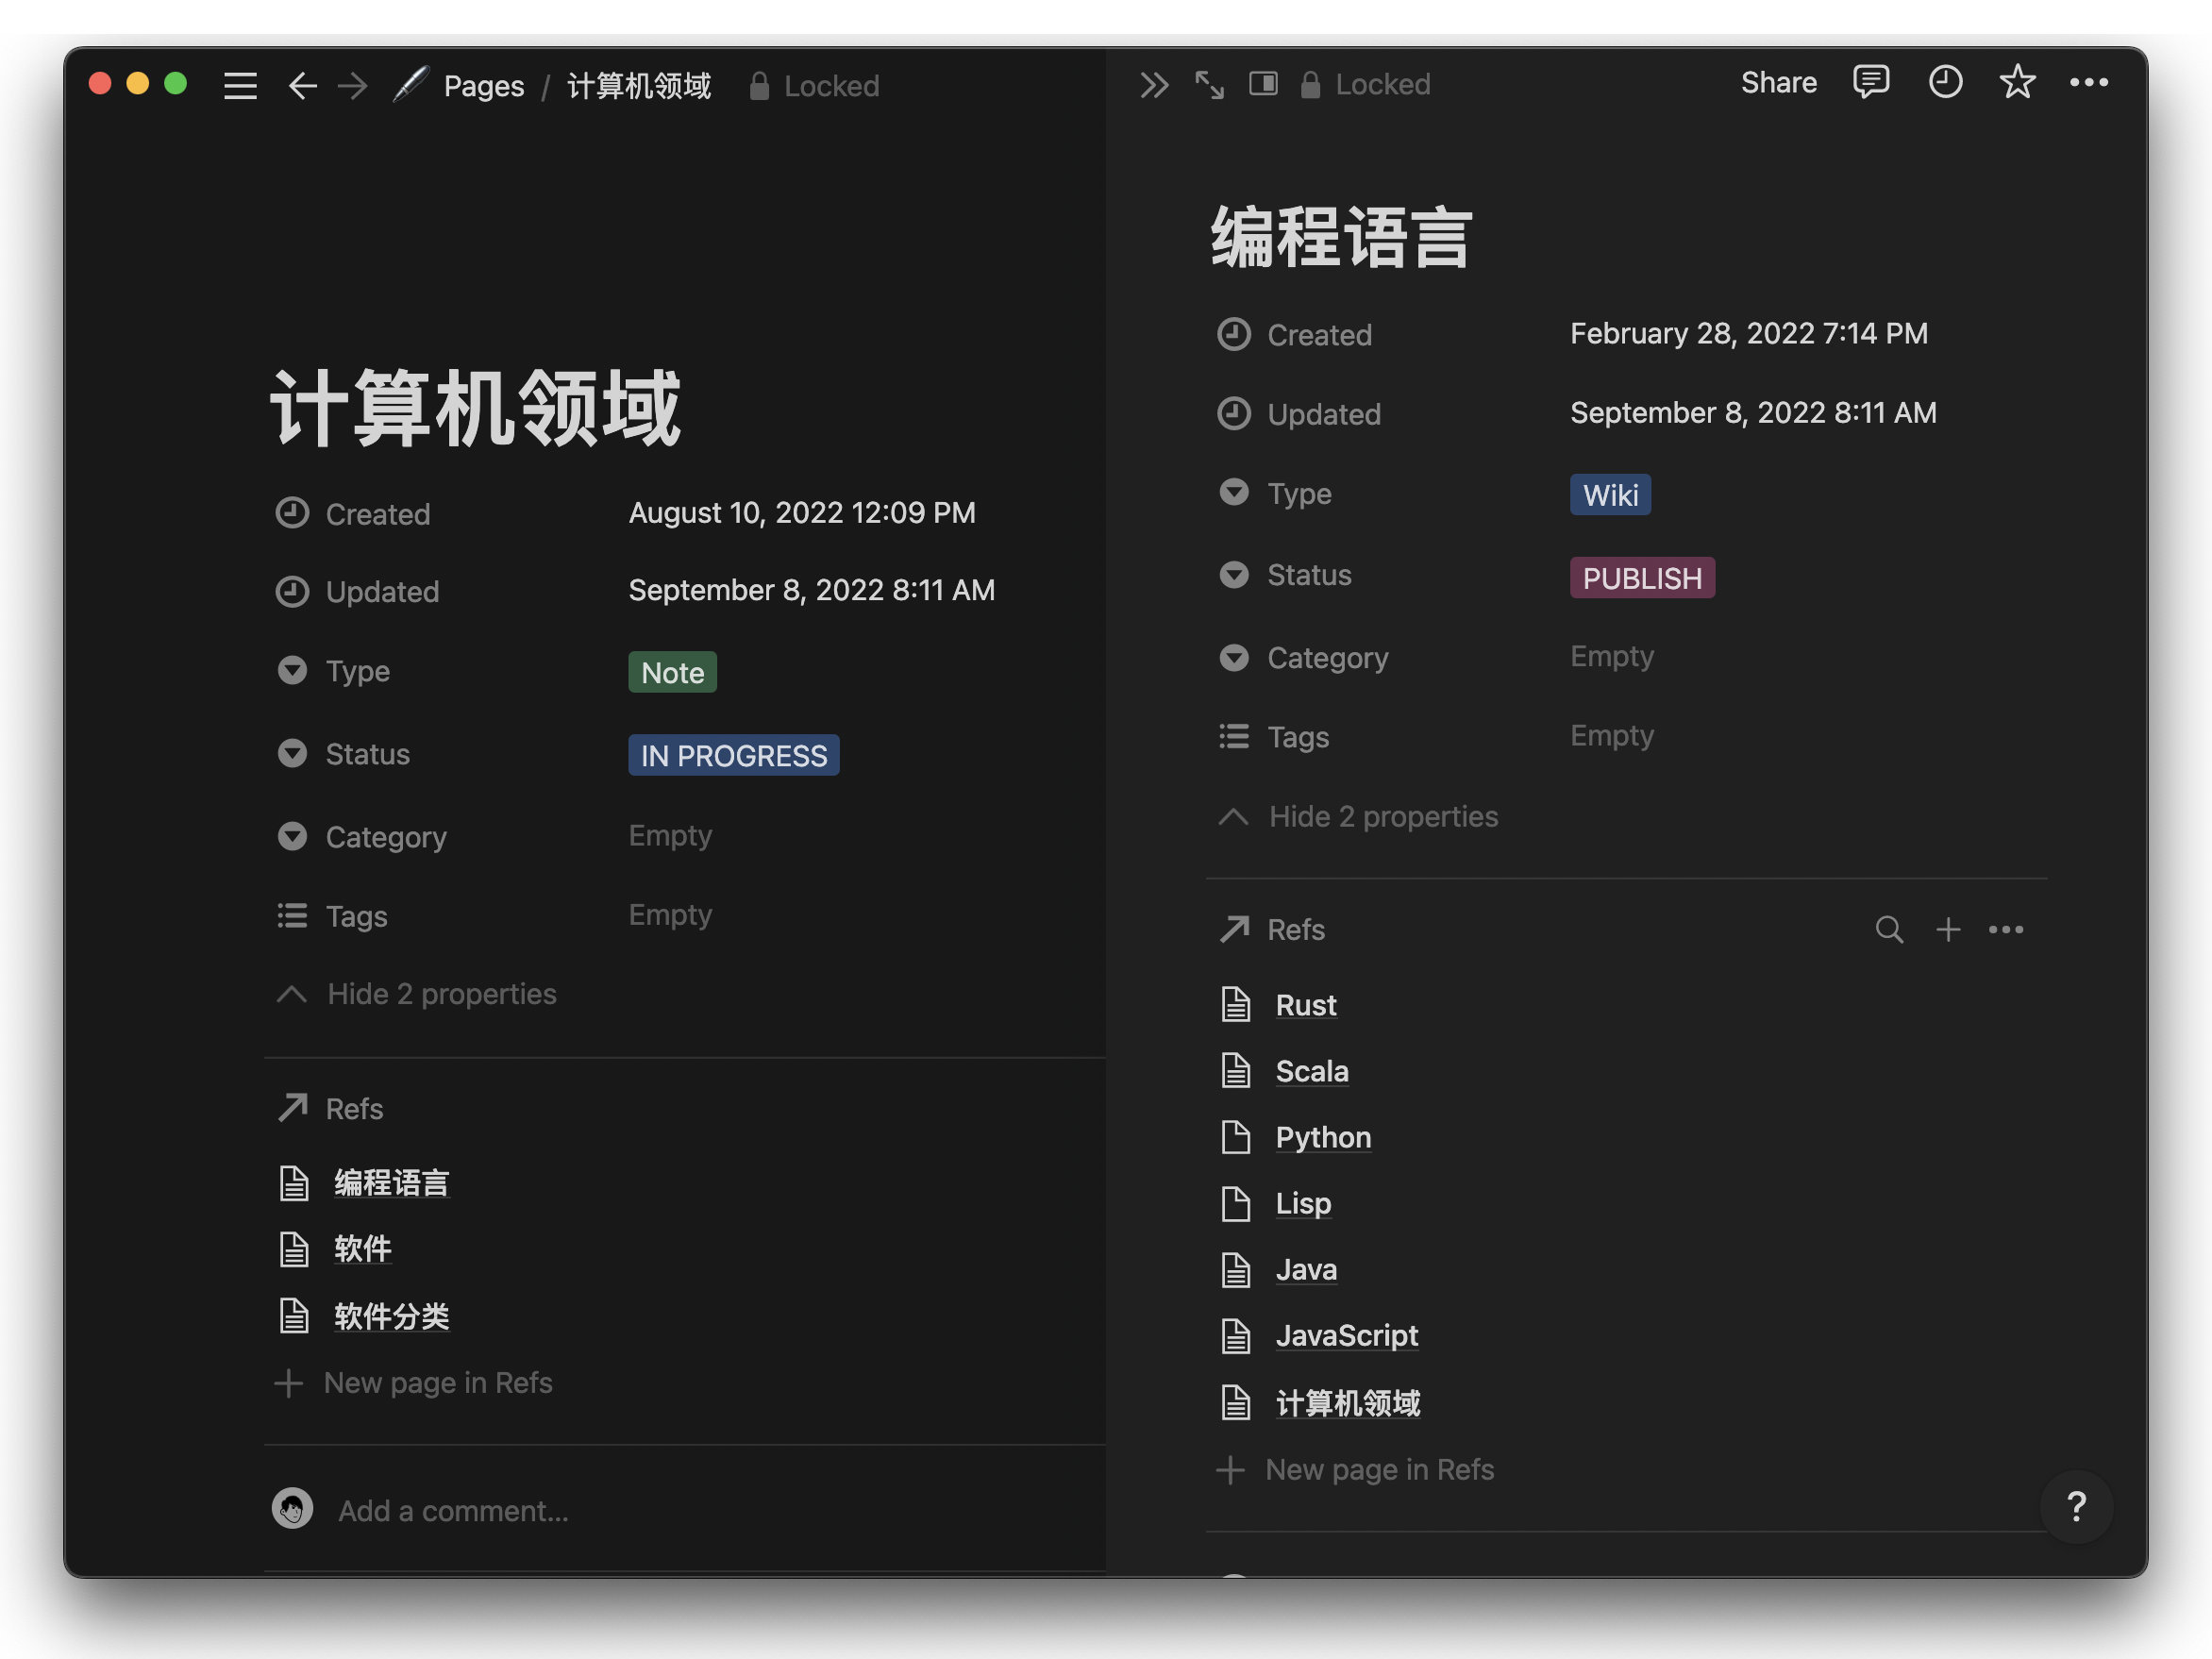 Pages / 计算机领域 Locked
计算机领域
Created August 10, 2022 12:09 PM
Updated September 8, 2022 8:11 AM
Type Note
Status IN PROGRESS
Category Empty
Tags Empty
Hide 2 properties
Refs
编程语言
软件
软件分类
New page in Refs
Add a comment...
Locked Share
编程语言
Created February 28, 2022 7:14 PM
Updated September 8, 2022 8:11 AM
Type Wiki
Status PUBLISH
Category Empty
Tags Empty
Hide 2 properties
Refs
Rust
Scala
Python
Lisp
Java
JavaScript
计算机领域
New page in Refs
?